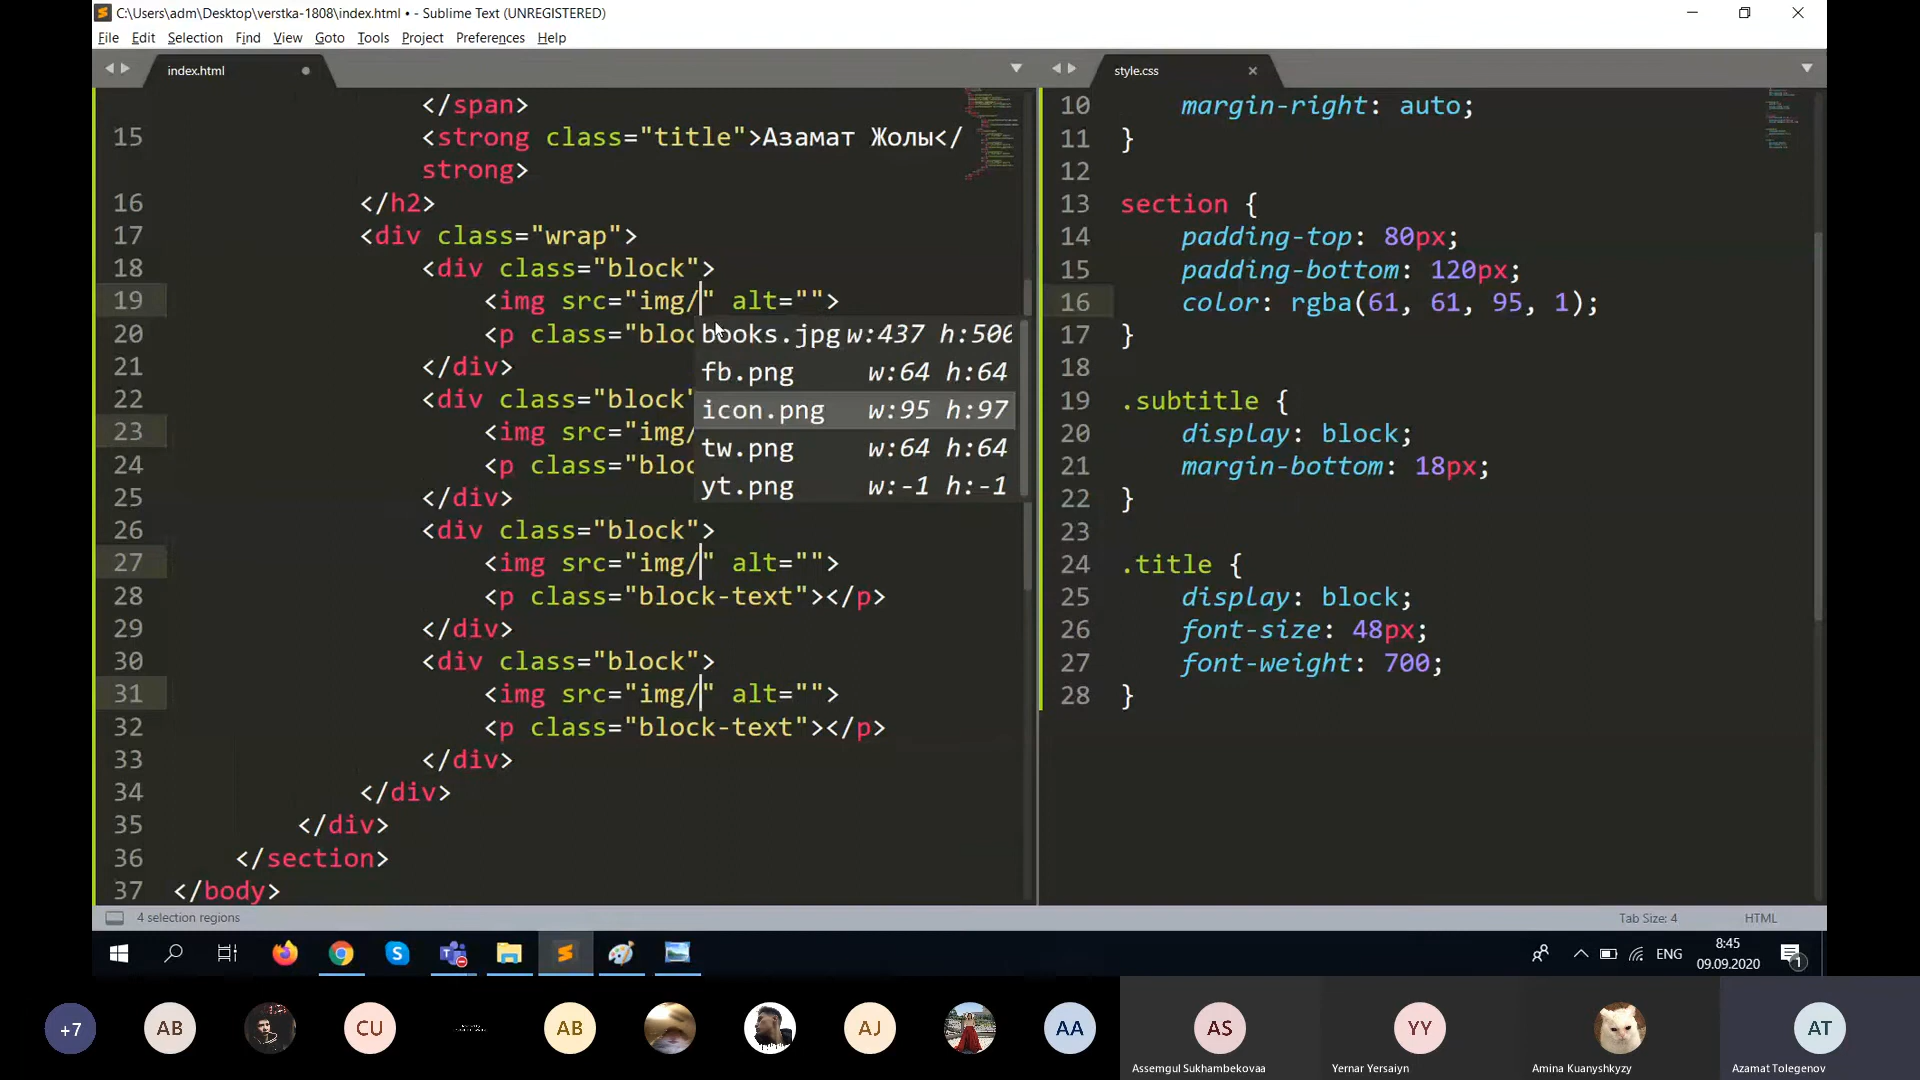 C:\Users\adm\Desktop\verstka-1808\index.html • - Sublime Text (UNREGISTERED)
File Edit Selection Find View Goto Tools Project Preferences Help
index.html
</span>
15 <strong class="title">Азамат Жолы</
strong>
16 </h2>
17 <div class="wrap">
18 <div class="block">
19 <img src="img/" alt="">
20 <p class="bloc
21 </div>
22 <div class="block"
23 <img src="img/
24 <p class="bloc
25 </div>
26 <div class="block">
27 <img src="img/" alt="">
28 <p class="block-text"></p>
29 </div>
30 <div class="block">
31 <img src="img/" alt="">
32 <p class="block-text"></p>
33 </div>
34 </div>
35 </div>
36 </section>
37 </body>
books.jpg w:437 h:500
fb.png w:64 h:64
icon.png w:95 h:97
tw.png w:64 h:64
yt.png w:-1 h:-1
style.css
10 margin-right: auto;
11 }
12
13 section {
14 padding-top: 80px;
15 padding-bottom: 120px;
16 color: rgba(61, 61, 95, 1);
17 }
18
19 .subtitle {
20 display: block;
21 margin-bottom: 18px;
22 }
23
24 .title {
25 display: block;
26 font-size: 48px;
27 font-weight: 700;
28 }
4 selection regions
Tab Size: 4 HTML
ENG
8:45
09.09.2020
1
+7 AB CU AB AJ AA AS YY AT
Assemgul Sukhambekovaa Yernar Yersaiyn Amina Kuanyshkyzy Azamat Tolegenov